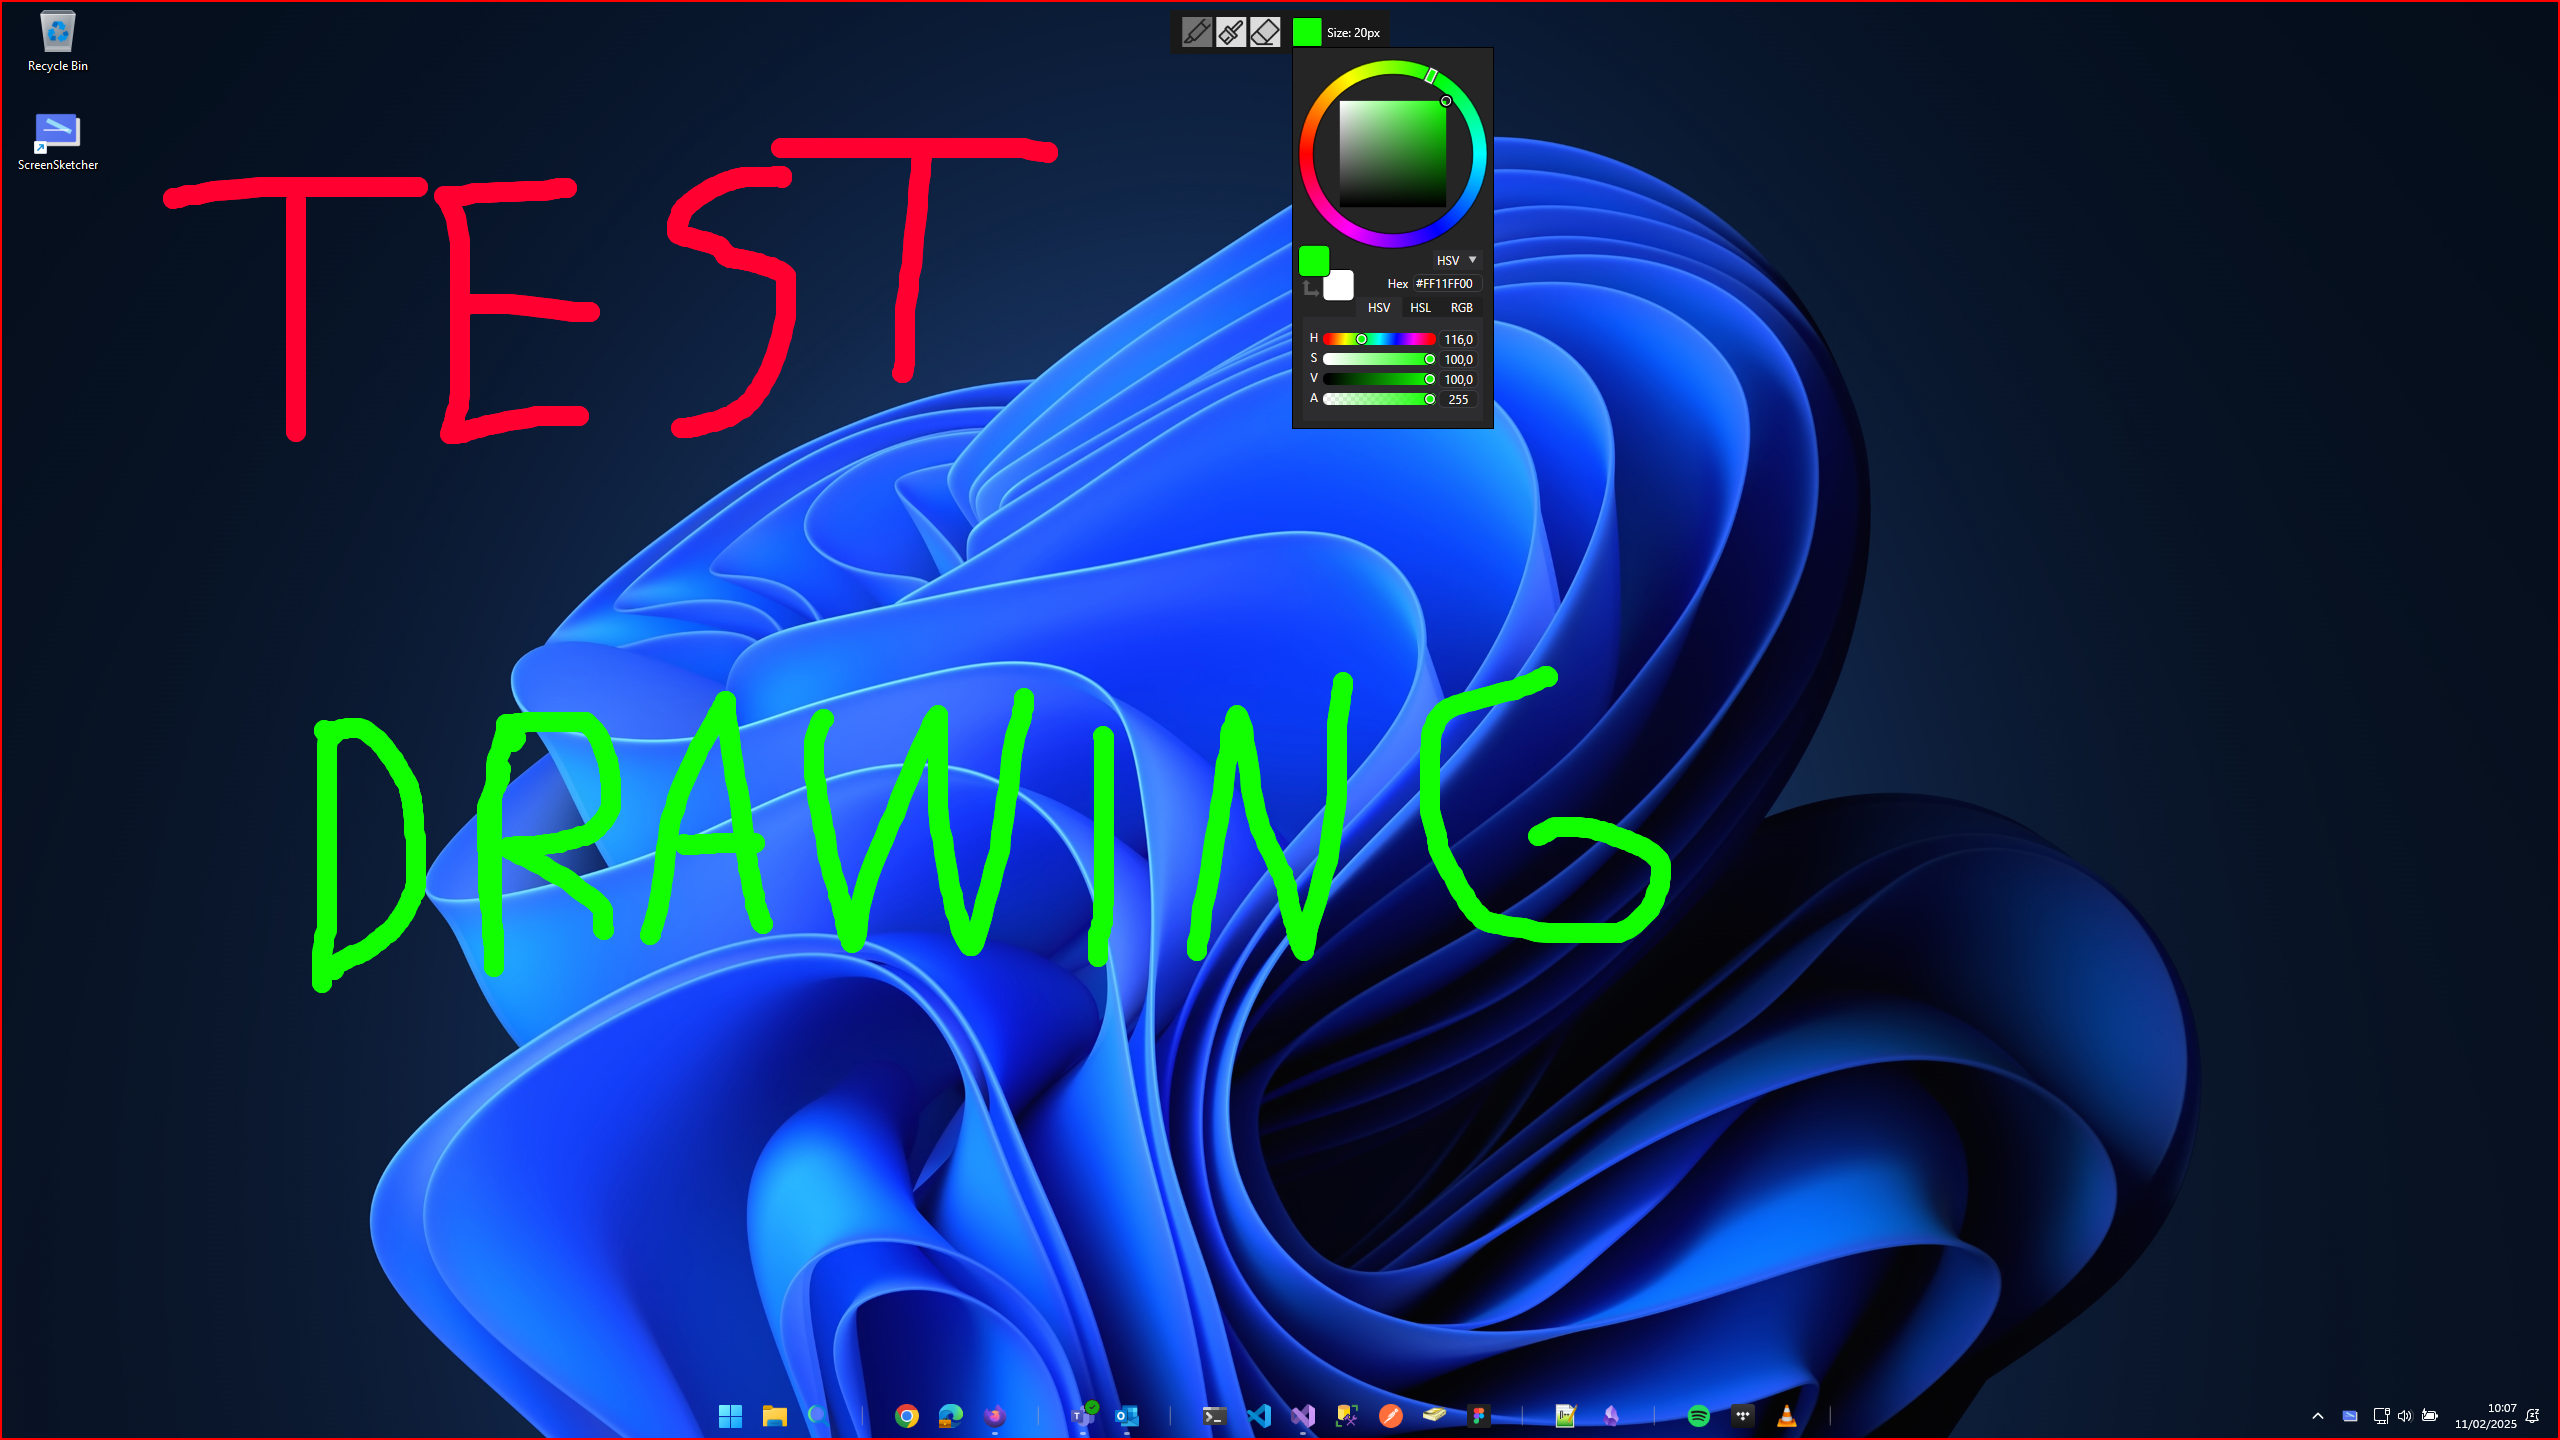 Size: 20px
Recycle Bin
ScreenSketcher
TEST
HSV
Hex #FF11FF00
HSV HSL RGB
H 116,0
S 100,0
V 100,0
A 255
DRAWING
10:07
11/02/2025